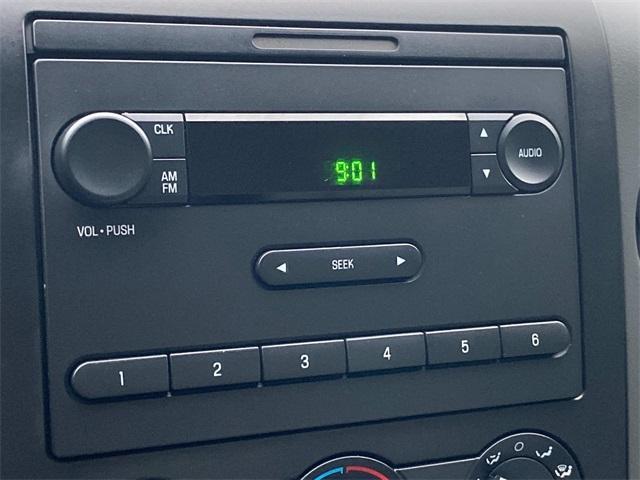 CLK
9:01
▲
AUDIO
AM
FM
▼
VOL • PUSH
◀ SEEK ▶
1 2 3 4 5 6